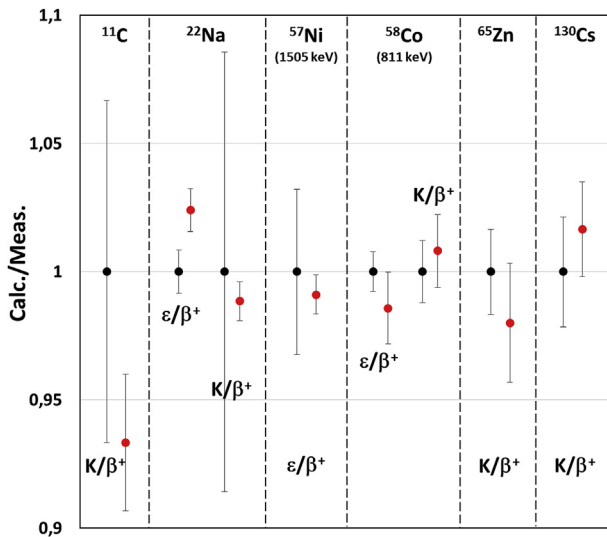 1,1
1,05
1
0,95
0,9
Calc./Meas.
¹¹C
²²Na
⁵⁷Ni
(1505 keV)
⁵⁸Co
(811 keV)
⁶⁵Zn
¹³⁰Cs
K/β⁺
ε/β⁺
K/β⁺
ε/β⁺
ε/β⁺
K/β⁺
K/β⁺
K/β⁺